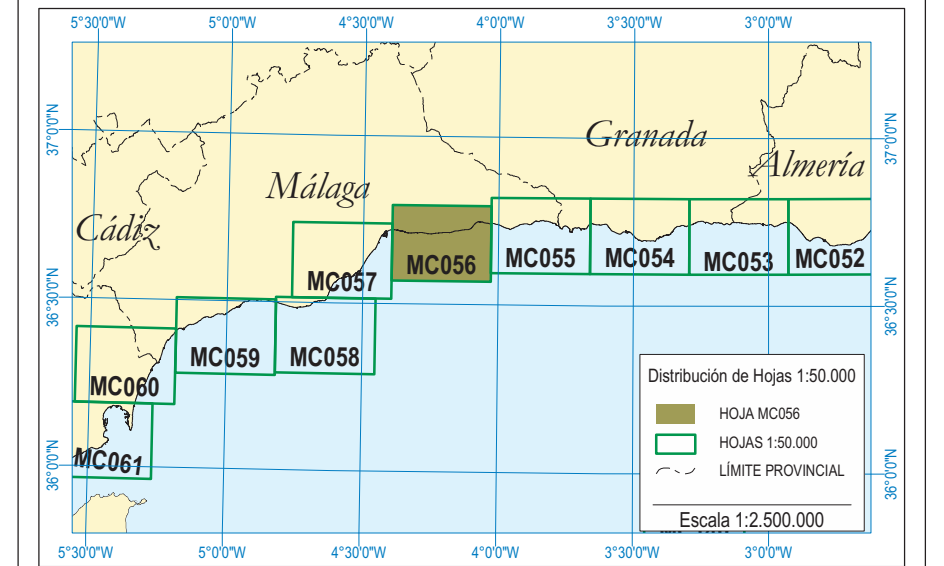 5°30'0"W 5°0'0"W 4°30'0"W 4°0'0"W 3°30'0"W 3°0'0"W
37°0'0"N
37°0'0"N
Granada
Almería
Málaga
Cádiz
MC057
MC056
MC055
MC054
MC053
MC052
36°30'0"N
36°30'0"N
MC059
MC058
MC060
MC061
36°0'0"N
36°0'0"N
Distribución de Hojas 1:50.000
HOJA MC056
HOJAS 1:50.000
LÍMITE PROVINCIAL
Escala 1:2.500.000
5°30'0"W 5°0'0"W 4°30'0"W 4°0'0"W 3°30'0"W 3°0'0"W